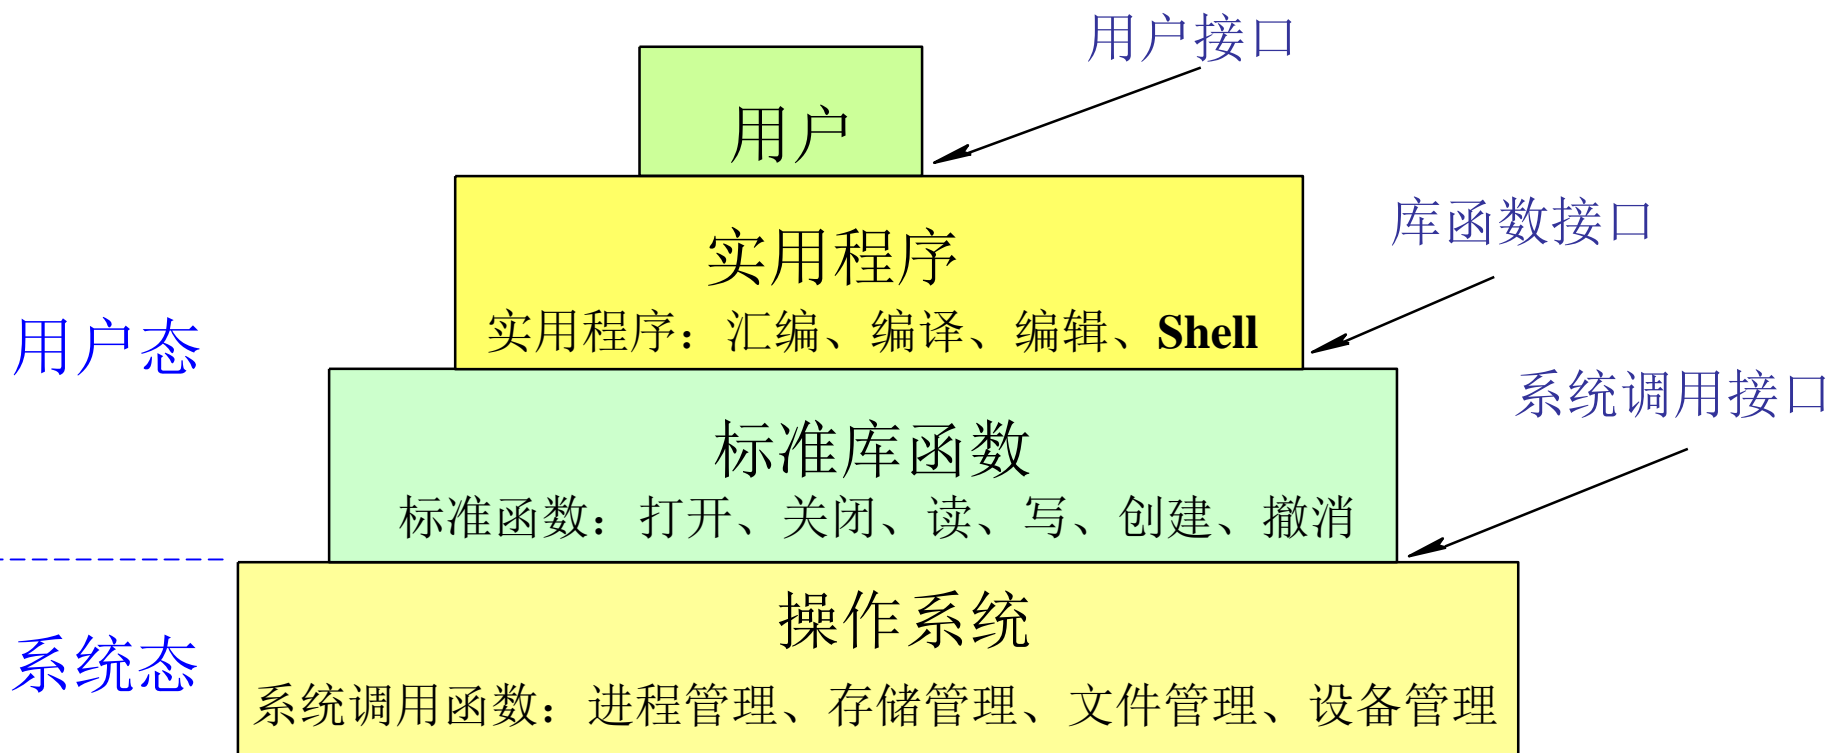 用户接口
用户
库函数接口
实用程序
实用程序：汇编、编译、编辑、Shell
用户态
系统调用接口
标准库函数
标准函数：打开、关闭、读、写、创建、撤消
操作系统
系统态
系统调用函数：进程管理、存储管理、文件管理、设备管理